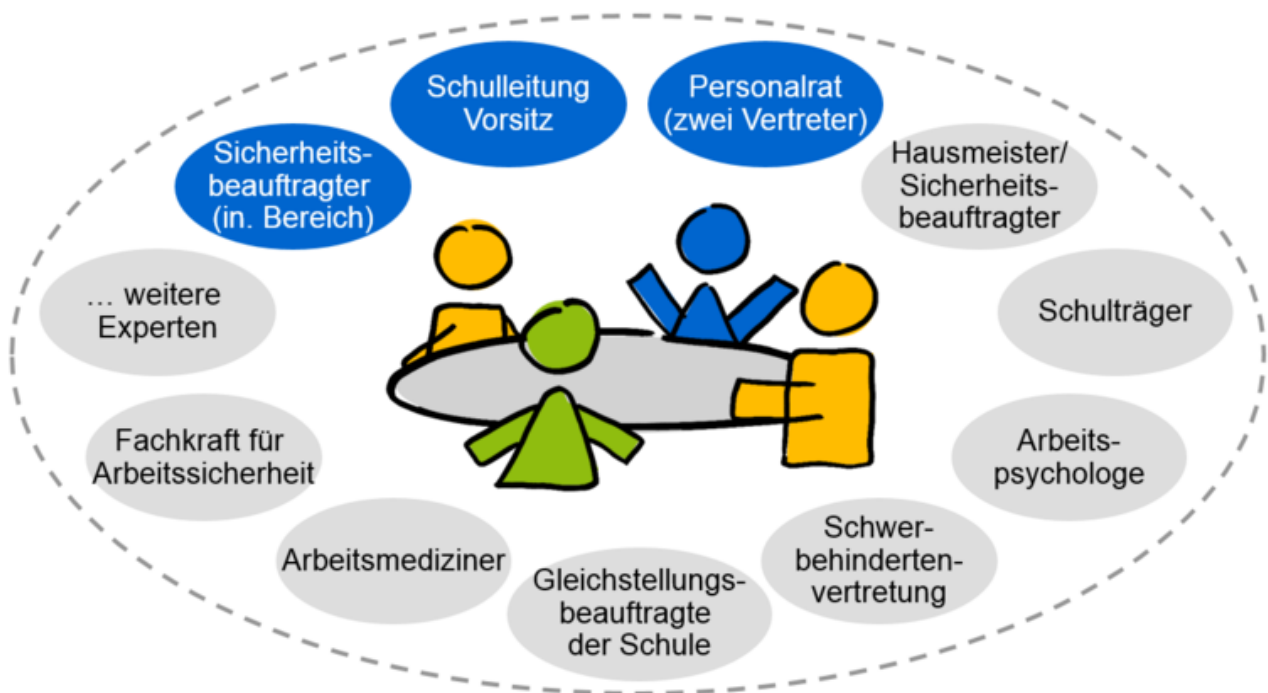 Schulleitung
Vorsitz
Personalrat
(zwei Vertreter)
Sicherheits-
beauftragter
(in. Bereich)
Hausmeister/
Sicherheits-
beauftragter
… weitere
Experten
Schulträger
Fachkraft für
Arbeitssicherheit
Arbeits-
psychologe
Arbeitsmediziner
Schwer-
behinderten-
vertretung
Gleichstellungs-
beauftragte
der Schule